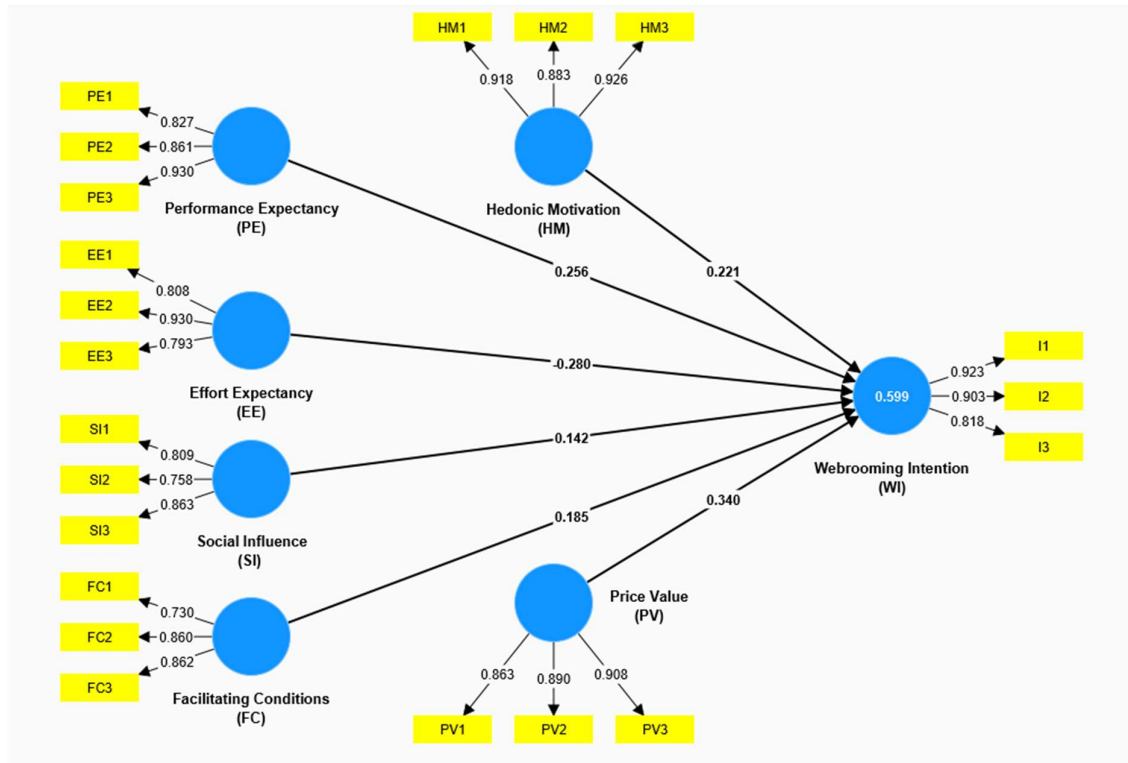 HM1 HM2 HM3
0.918 0.883 0.926
PE1
0.827
PE2
0.861
PE3
0.930
Performance Expectancy
(PE)
Hedonic Motivation
(HM)
0.256
0.221
EE1
0.808
EE2
0.930
EE3
0.793
Effort Expectancy
(EE)
-0.280
SI1
0.809
SI2
0.758
SI3
0.863
Social Influence
(SI)
0.142
0.599
I1
0.923
I2
0.903
I3
0.818
Webrooming Intention
(WI)
FC1
0.730
FC2
0.860
FC3
0.862
Facilitating Conditions
(FC)
0.185
0.340
Price Value
(PV)
0.863 0.890 0.908
PV1 PV2 PV3